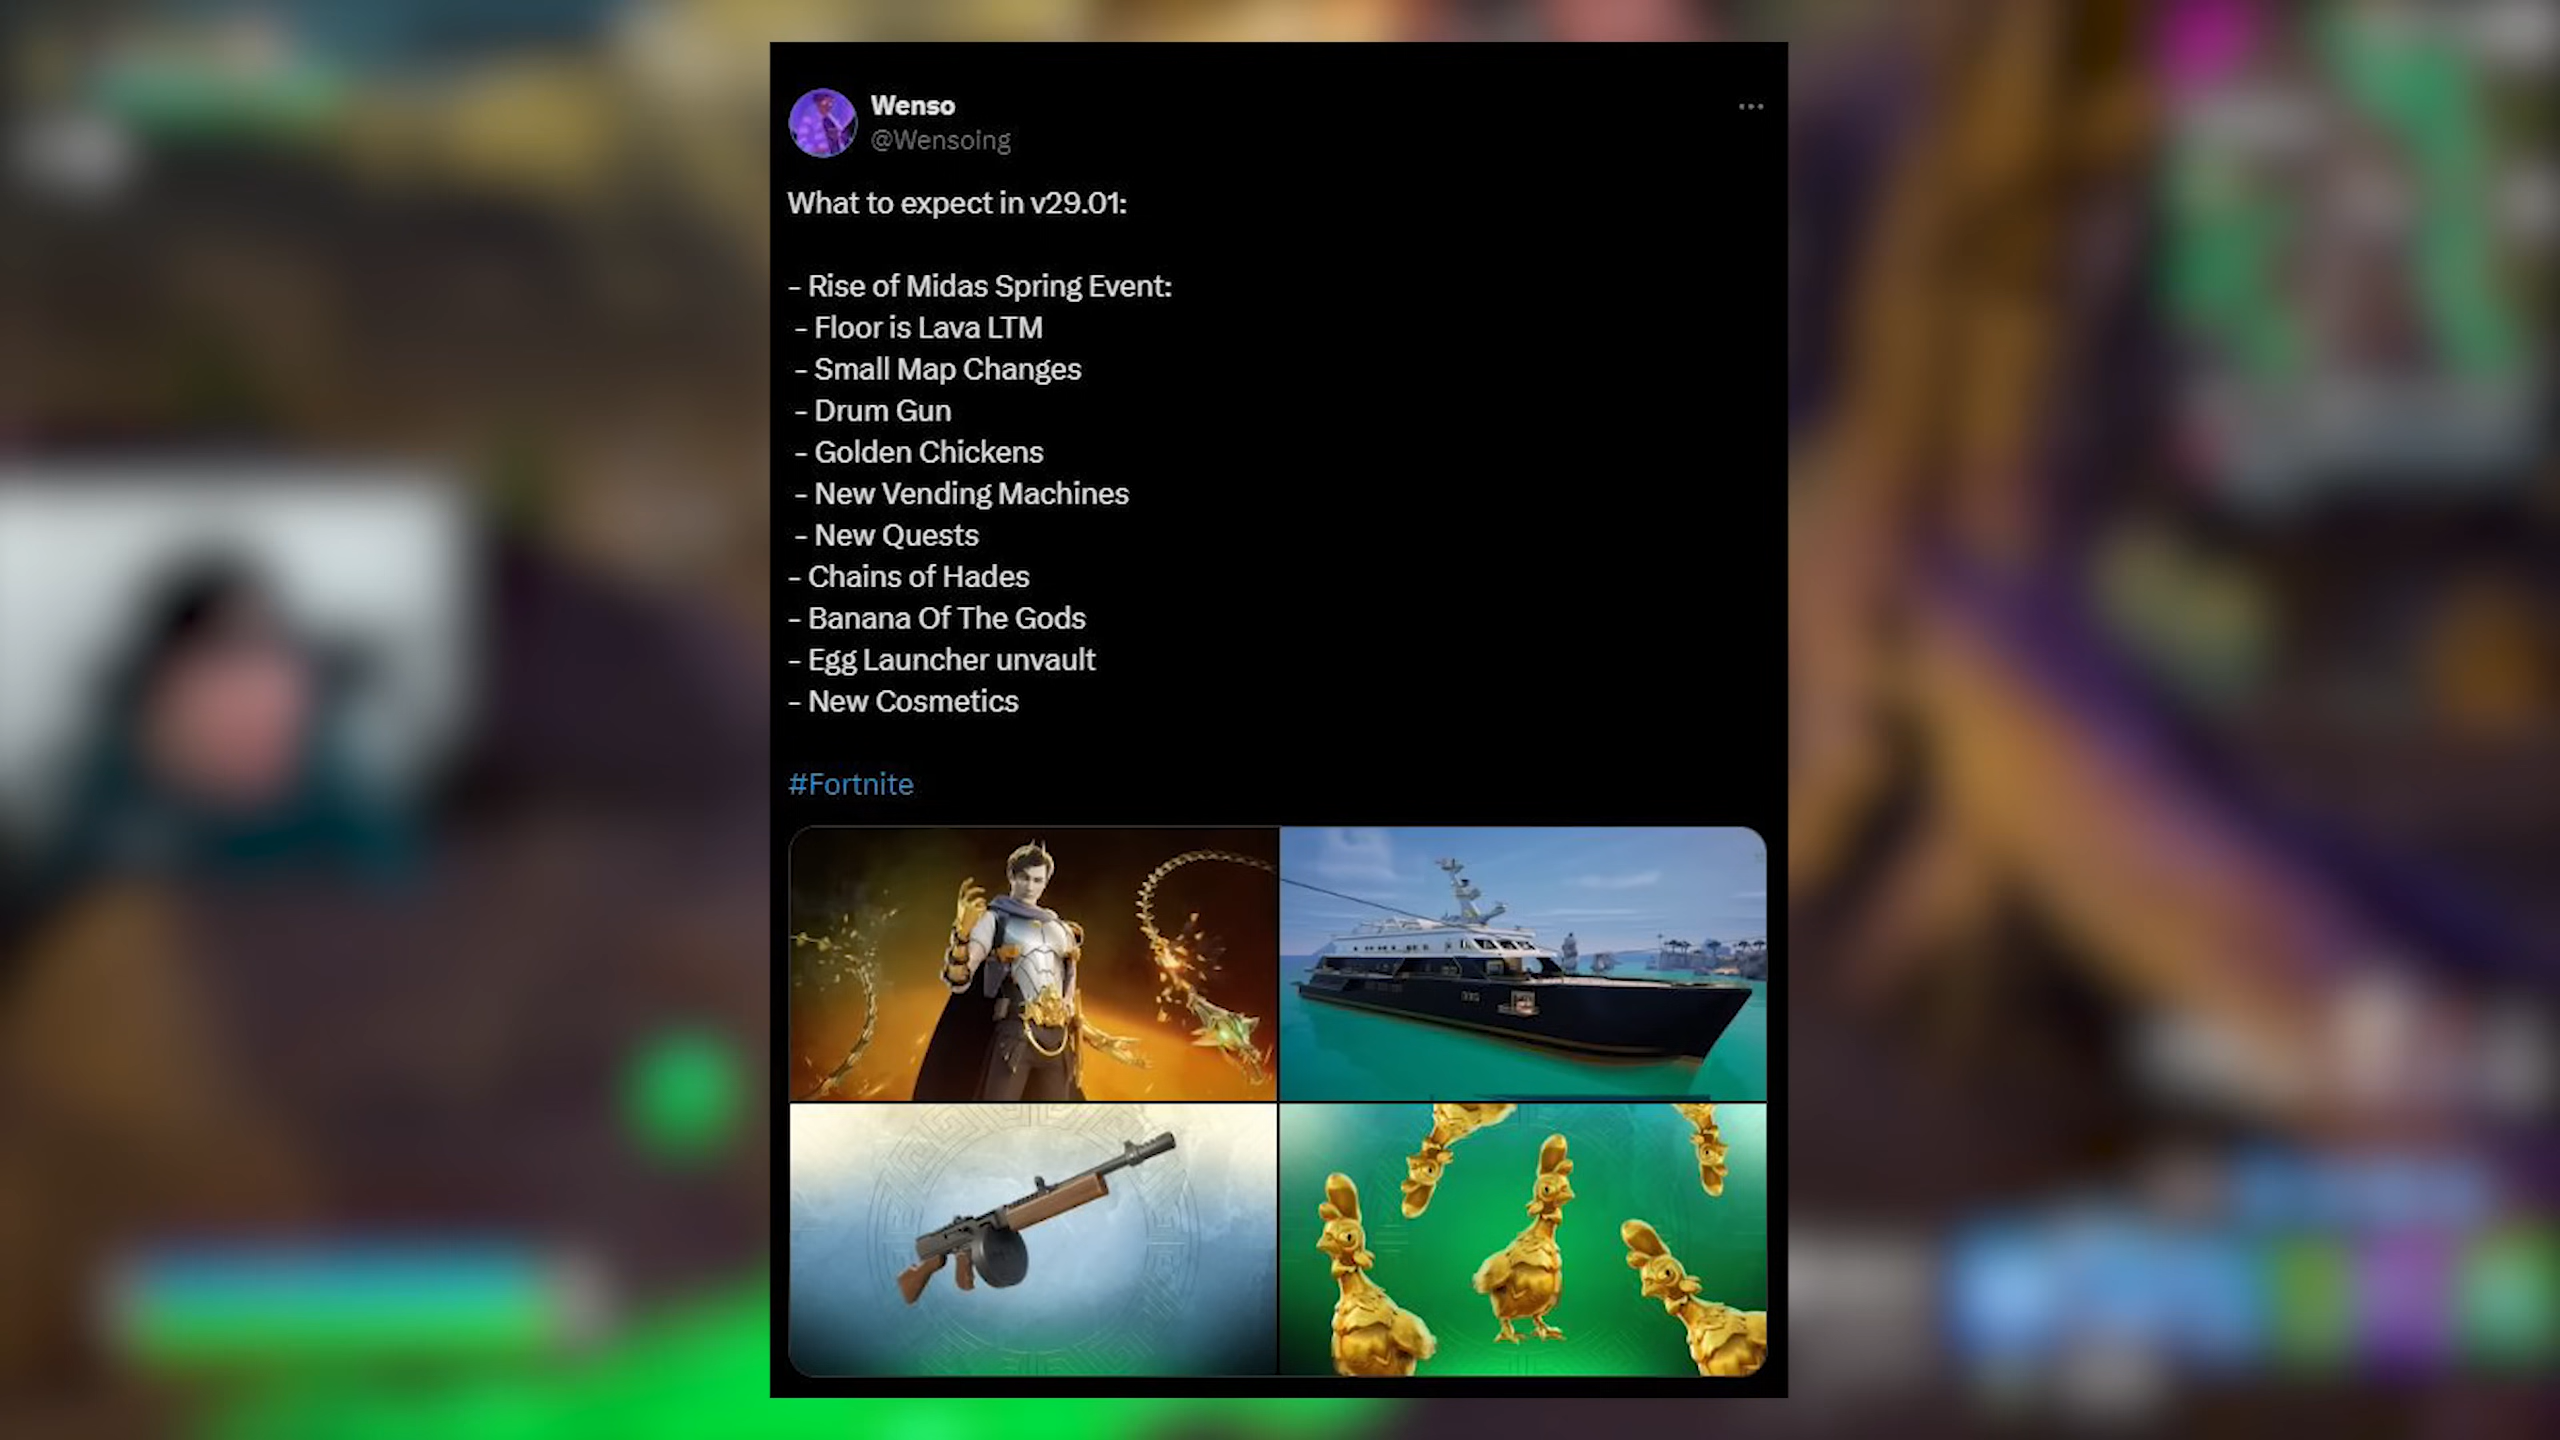 Wenso
@Wensoing
What to expect in v29.01:
- Rise of Midas Spring Event:
- Floor is Lava LTM
- Small Map Changes
- Drum Gun
- Golden Chickens
- New Vending Machines
- New Quests
- Chains of Hades
- Banana Of The Gods
- Egg Launcher unvault
- New Cosmetics
#Fortnite